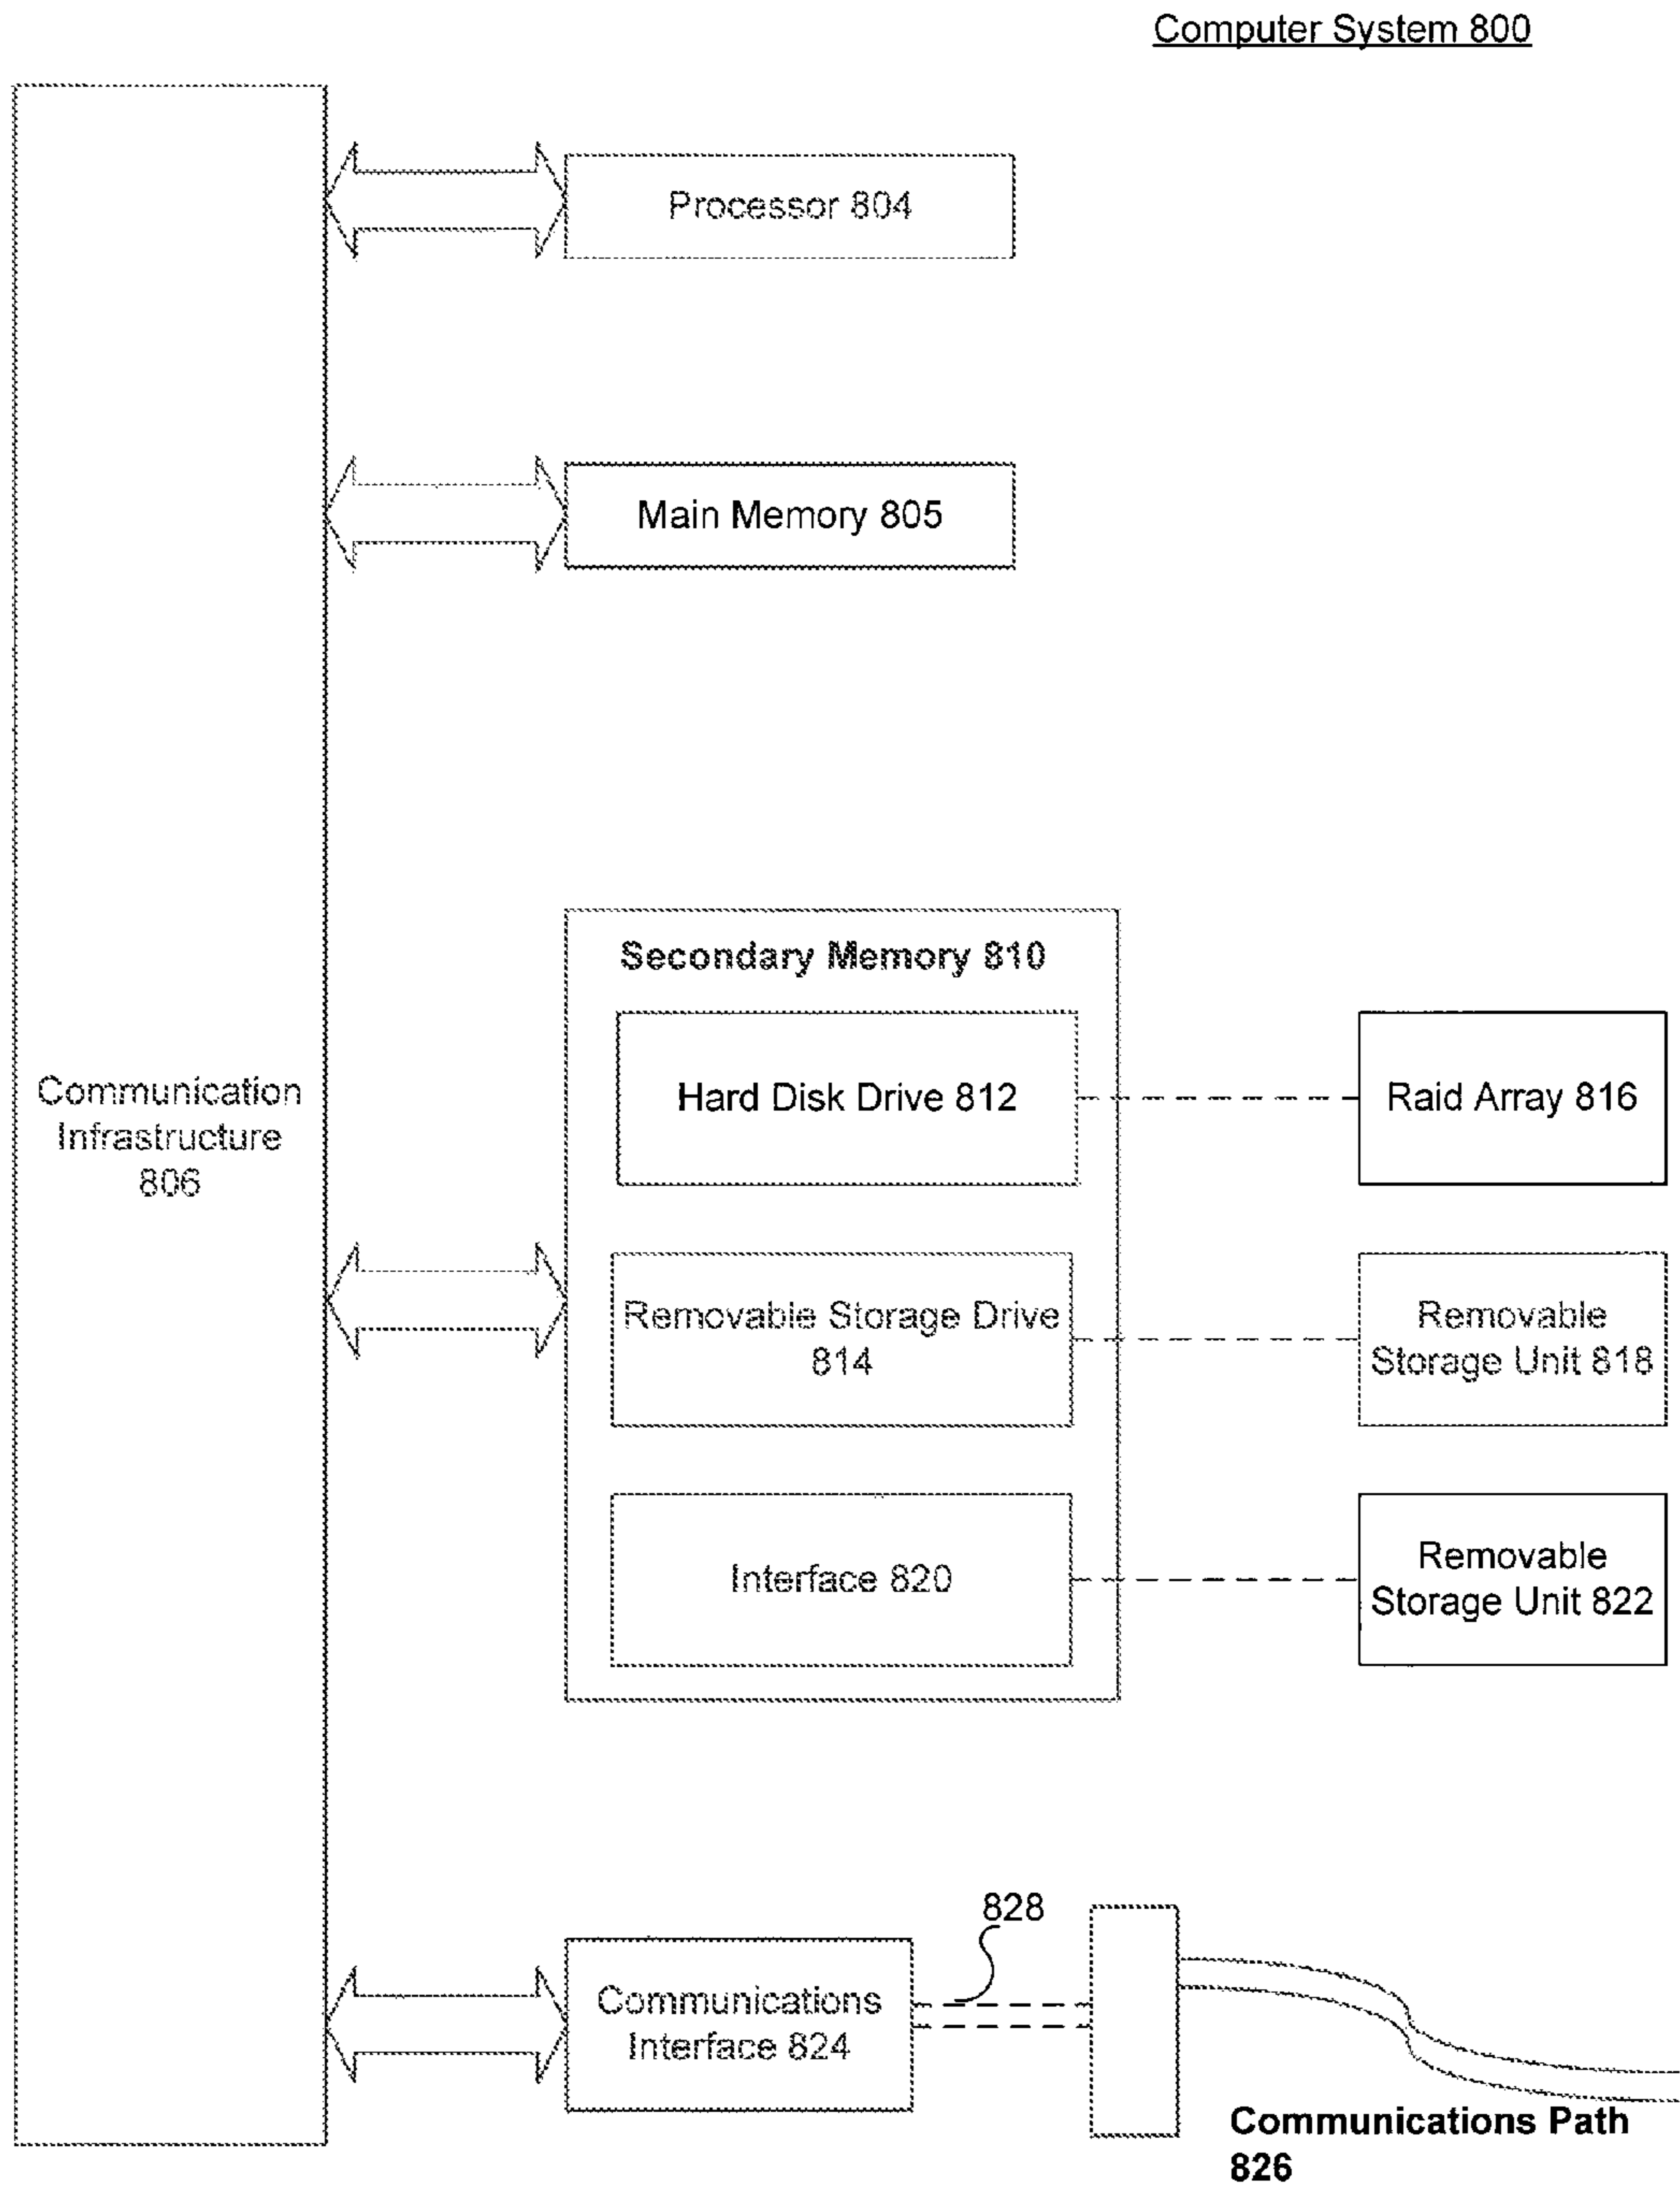 Computer System 800
Processor 804
Main Memory 805
Communication
Infrastructure
806
Secondary Memory 810
Hard Disk Drive 812
Raid Array 816
Removable Storage Drive
814
Removable
Storage Unit 818
Interface 820
Removable
Storage Unit 822
828
Communications
Interface 824
Communications Path
826